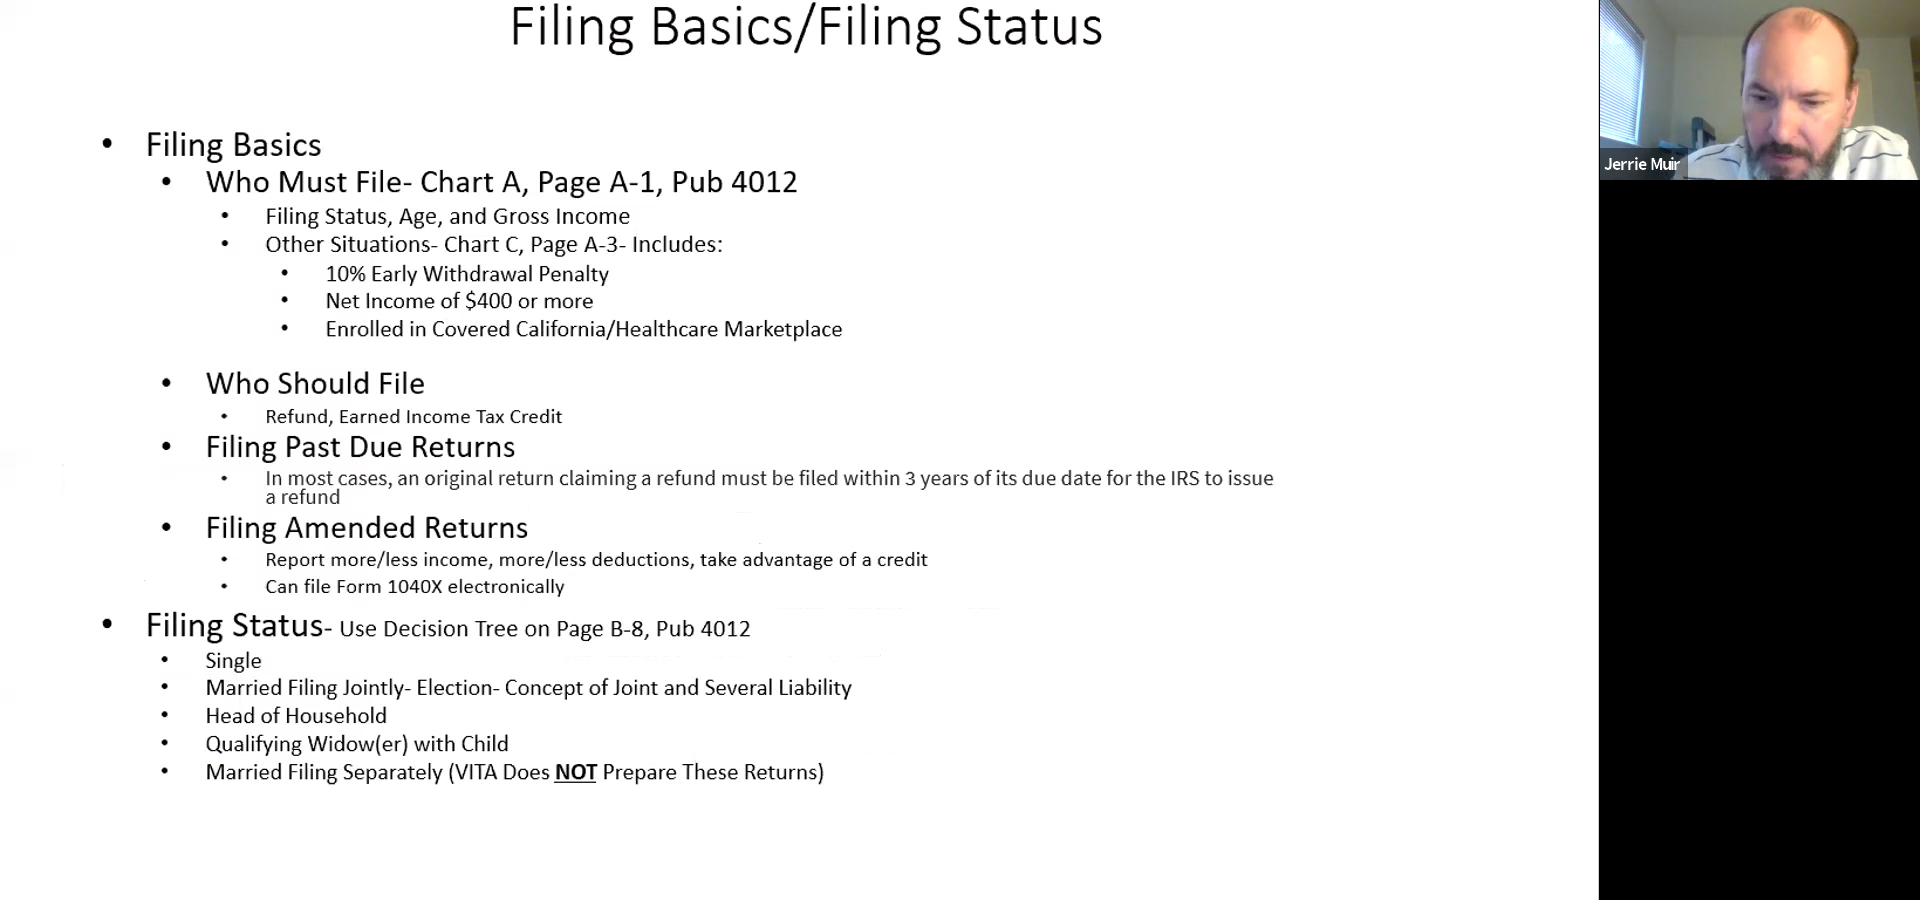 Filing Basics/Filing Status
• Filing Basics
• Who Must File- Chart A, Page A-1, Pub 4012
• Filing Status, Age, and Gross Income
• Other Situations- Chart C, Page A-3- Includes:
• 10% Early Withdrawal Penalty
• Net Income of $400 or more
• Enrolled in Covered California/Healthcare Marketplace
• Who Should File
• Refund, Earned Income Tax Credit
• Filing Past Due Returns
• In most cases, an original return claiming a refund must be filed within 3 years of its due date for the IRS to issue
a refund
• Filing Amended Returns
• Report more/less income, more/less deductions, take advantage of a credit
• Can file Form 1040X electronically
• Filing Status- Use Decision Tree on Page B-8, Pub 4012
• Single
• Married Filing Jointly- Election- Concept of Joint and Several Liability
• Head of Household
• Qualifying Widow(er) with Child
• Married Filing Separately (VITA Does NOT Prepare These Returns)
Jerrie Muir